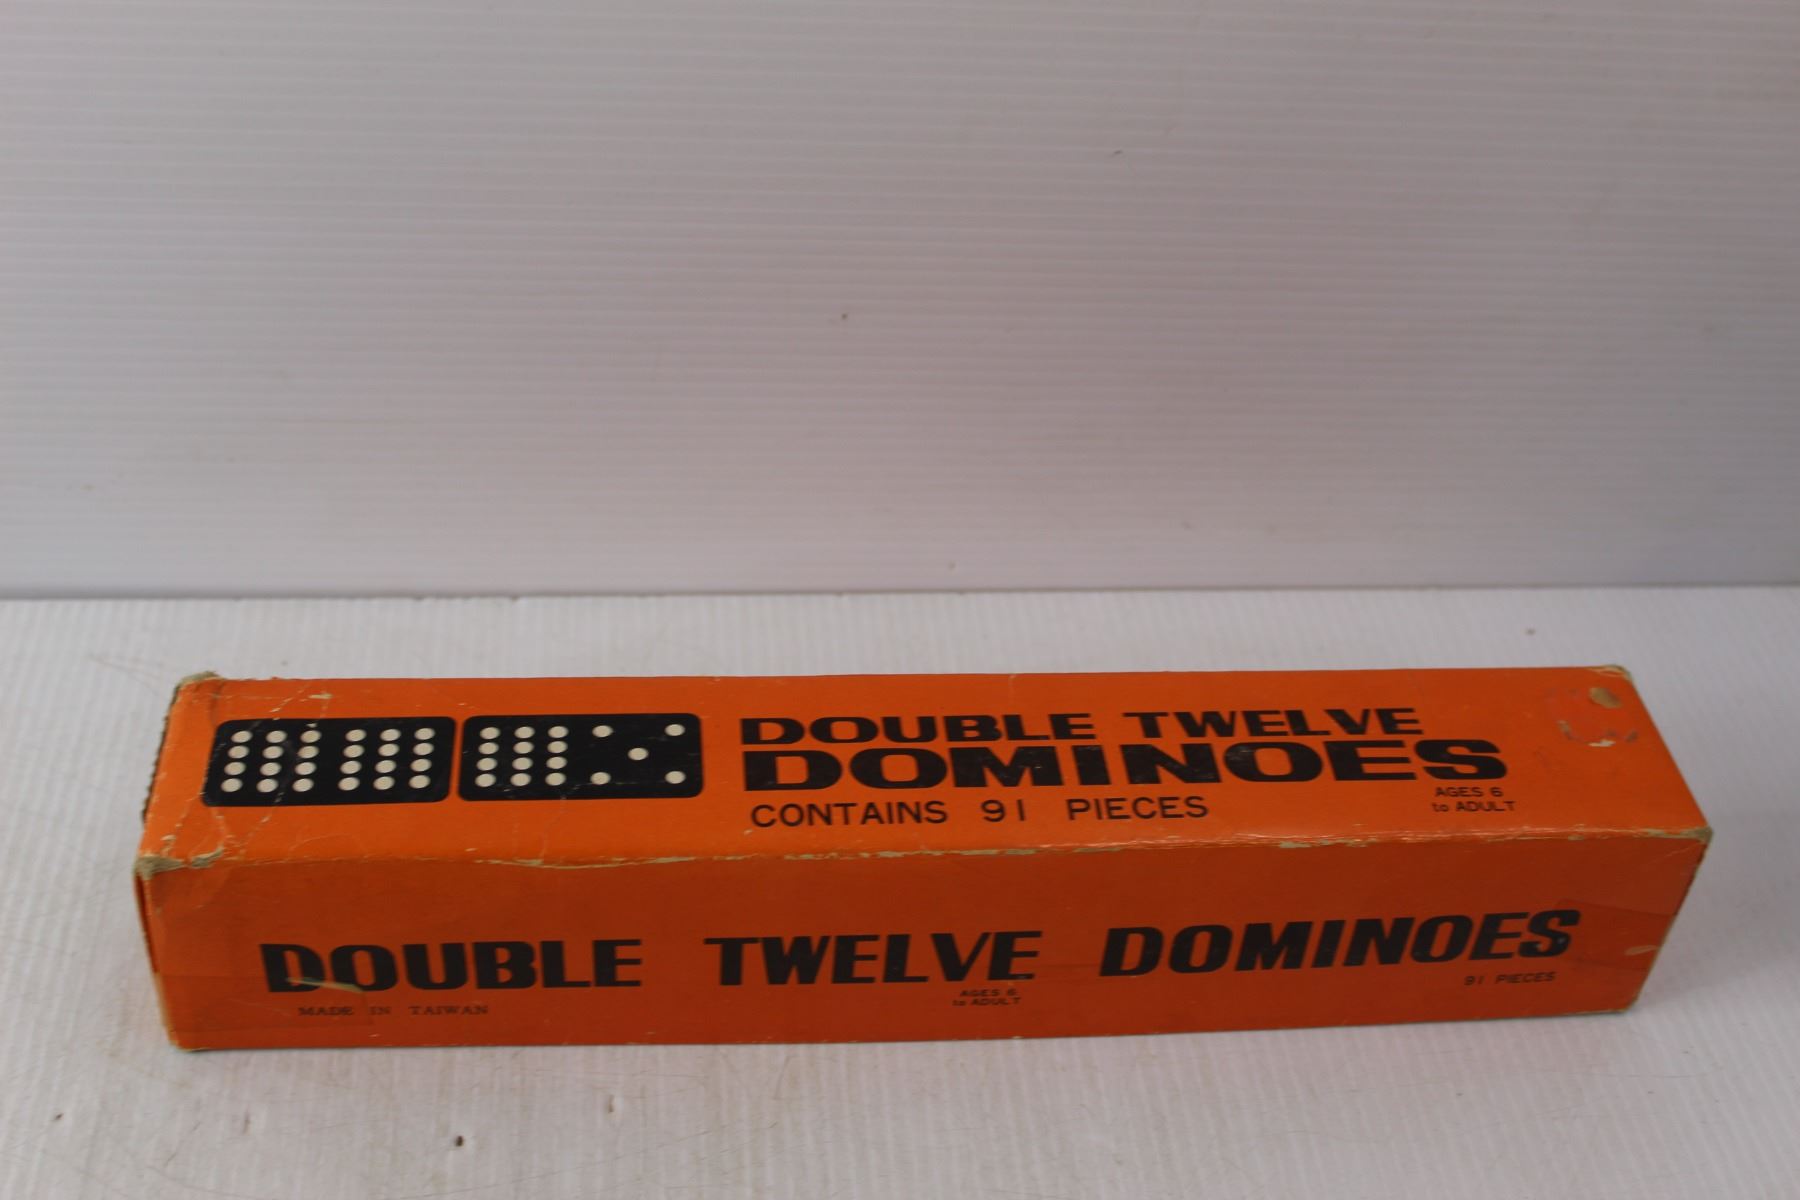 DOUBLE TWELVE
DOMINOES
CONTAINS 91 PIECES
AGES 6
to ADULT
DOUBLE TWELVE DOMINOES
MADE IN TAIWAN
AGES 6
to ADULT
91 PIECES